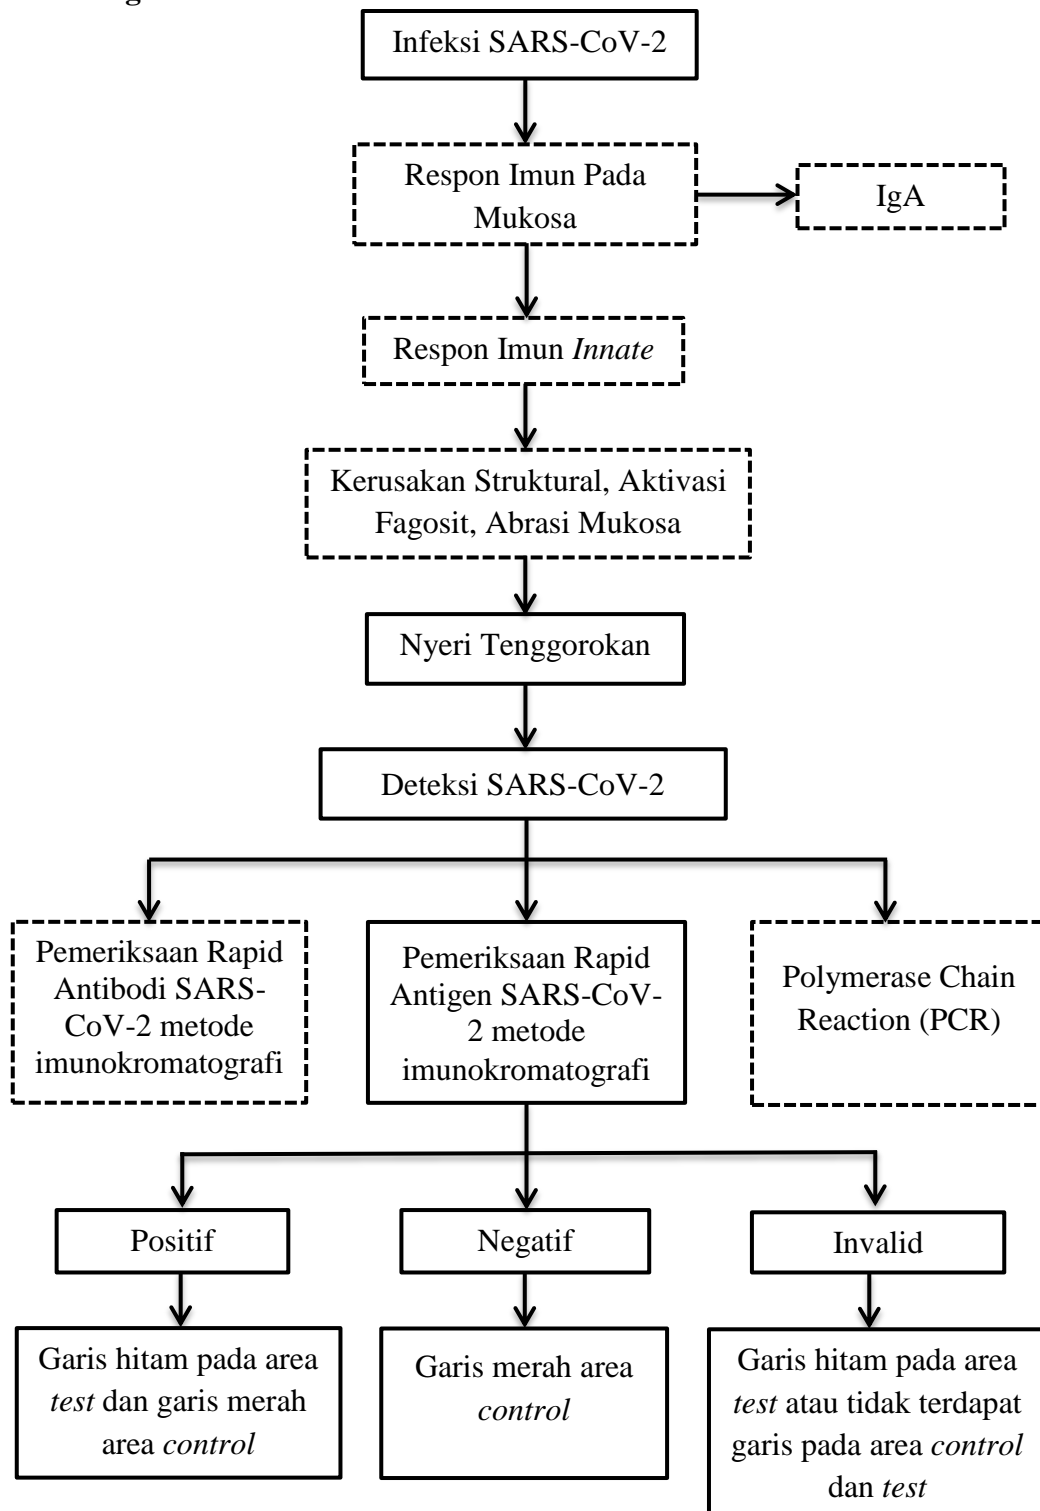 Infeksi SARS-CoV-2
Respon Imun Pada
Mukosa
IgA
Respon Imun Innate
Kerusakan Struktural, Aktivasi
Fagosit, Abrasi Mukosa
Nyeri Tenggorokan
Deteksi SARS-CoV-2
Pemeriksaan Rapid
Antibodi SARS-
CoV-2 metode
imunokromatografi
Pemeriksaan Rapid
Antigen SARS-CoV-
2 metode
imunokromatografi
Polymerase Chain
Reaction (PCR)
Positif
Negatif
Invalid
Garis hitam pada area
test dan garis merah
area control
Garis merah area
control
Garis hitam pada area
test atau tidak terdapat
garis pada area control
dan test